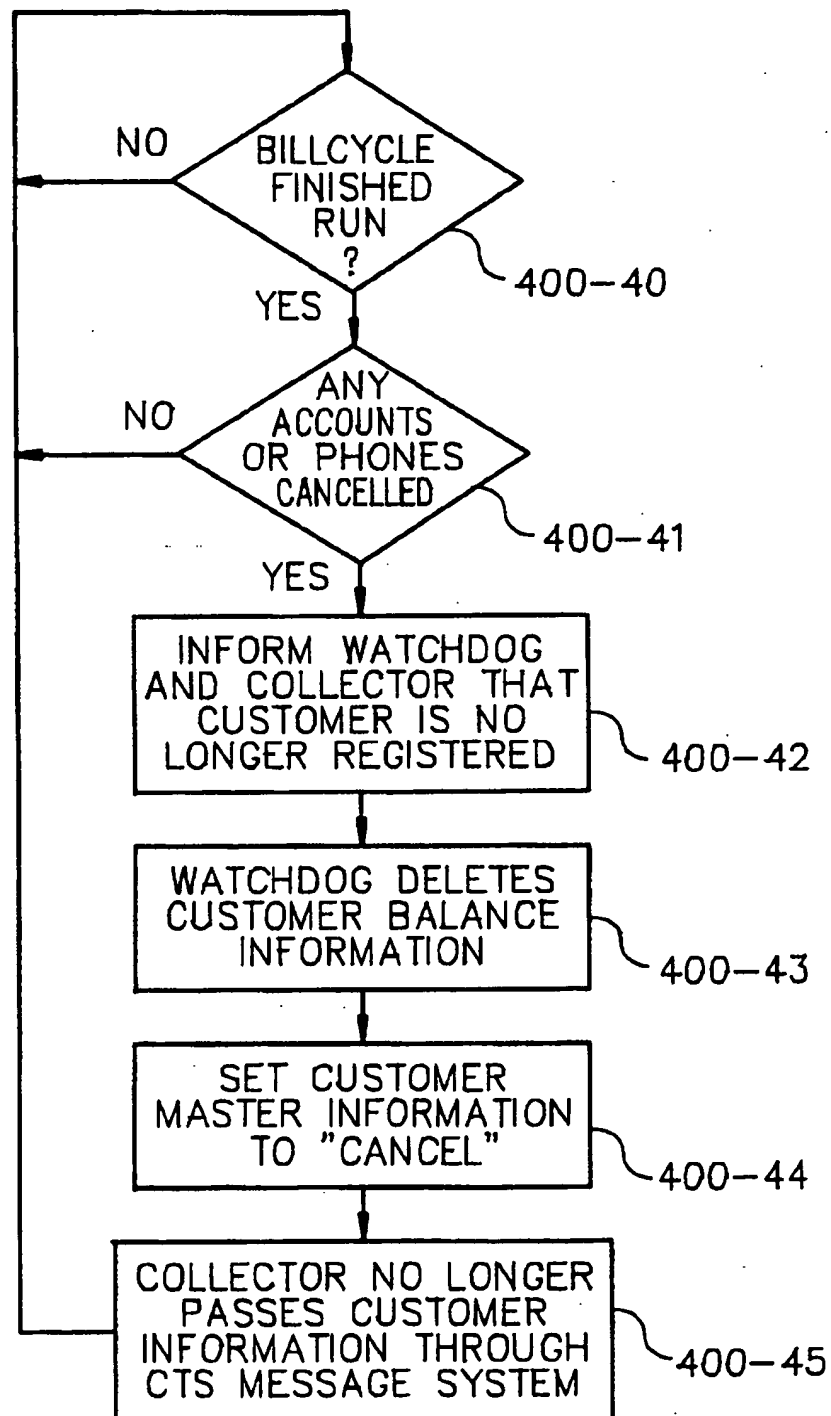 NO
BILLCYCLE
FINISHED
RUN
?
400-40
YES
NO
ANY
ACCOUNTS
OR PHONES
CANCELLED
400-41
YES
INFORM WATCHDOG
AND COLLECTOR THAT
CUSTOMER IS NO
LONGER REGISTERED
400-42
WATCHDOG DELETES
CUSTOMER BALANCE
INFORMATION
400-43
SET CUSTOMER
MASTER INFORMATION
TO "CANCEL"
400-44
COLLECTOR NO LONGER
PASSES CUSTOMER
INFORMATION THROUGH
CTS MESSAGE SYSTEM
400-45